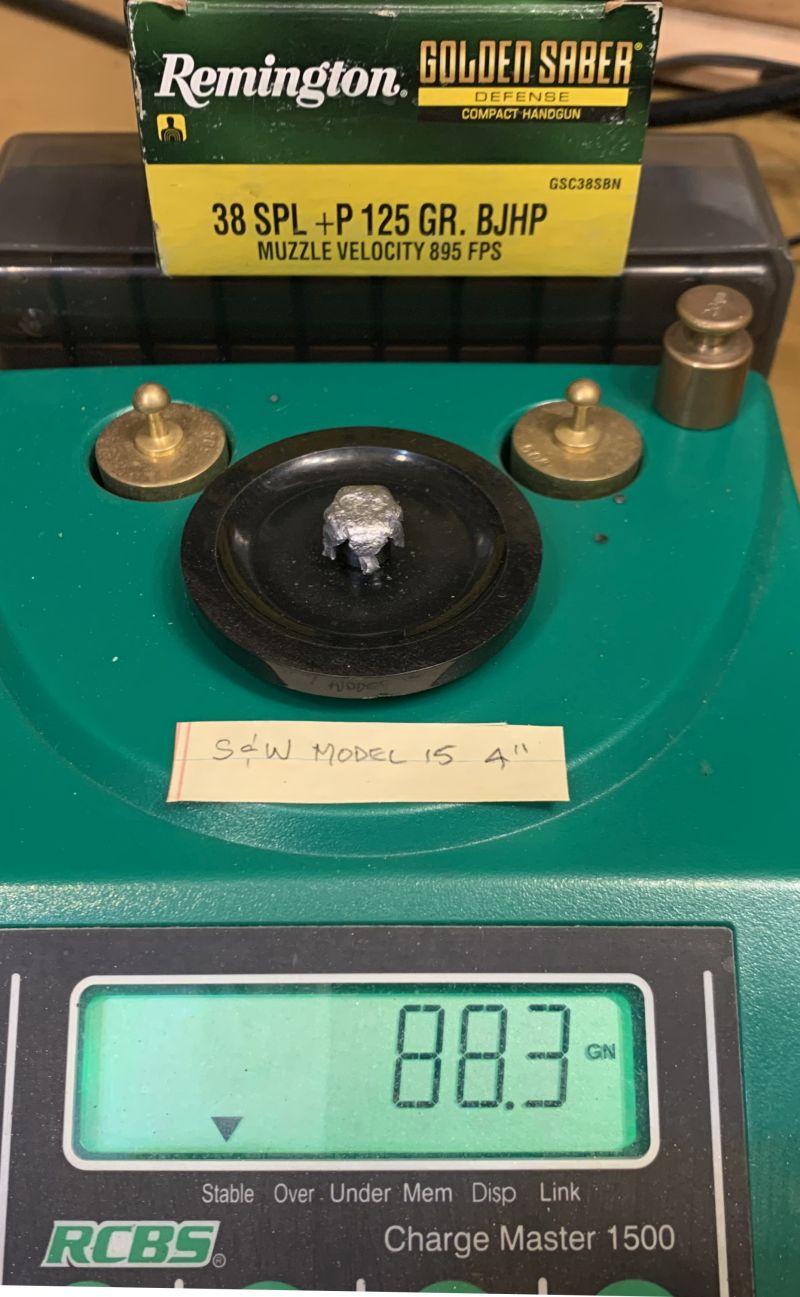 Remington®
GOLDEN SABER®
DEFENSE
COMPACT HANDGUN
GSC38SBN
38 SPL +P 125 GR. BJHP
MUZZLE VELOCITY 895 FPS
S&W MODEL 15 4"
88.3 GN
Stable Over Under Mem Disp Link
RCBS®
Charge Master 1500